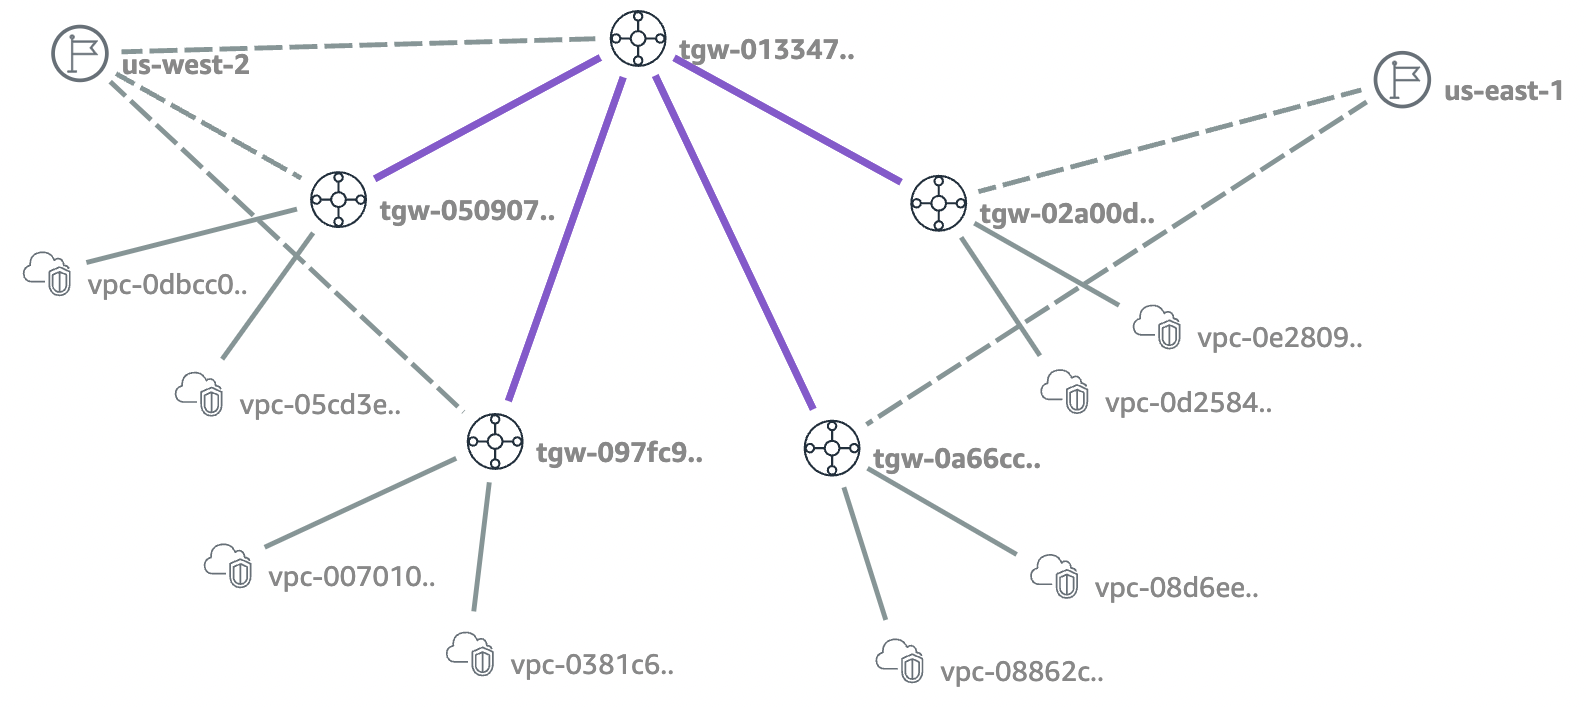 tgw-013347..
us-west-2
us-east-1
tgw-050907..
tgw-02a00d..
vpc-0dbcc0..
vpc-0e2809..
vpc-05cd3e..
vpc-0d2584..
tgw-097fc9..
tgw-0a66cc..
vpc-007010..
vpc-08d6ee..
vpc-0381c6..
vpc-08862c..